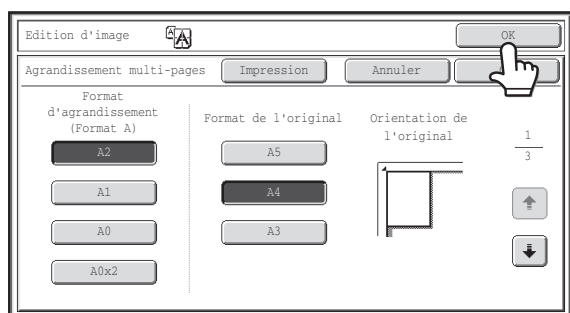 Edition d'image
OK
Agrandissement multi-pages
Impression
Annuler
Format
d'agrandissement
(Format A)
A2
A1
A0
A0x2
Format de l'original
A5
A4
A3
Orientation de
l'original
1
3